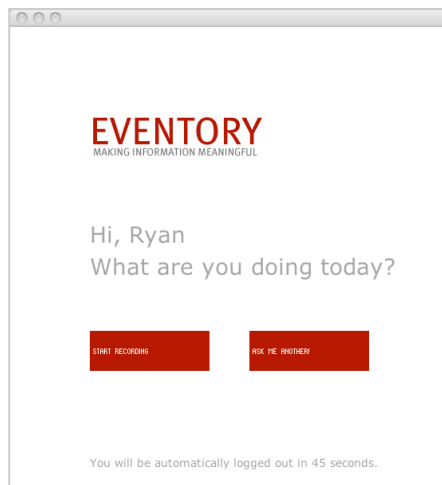 EVENTORY
MAKING INFORMATION MEANINGFUL
Hi, Ryan
What are you doing today?
START RECORDING
ASK ME ANOTHER!
You will be automatically logged out in 45 seconds.